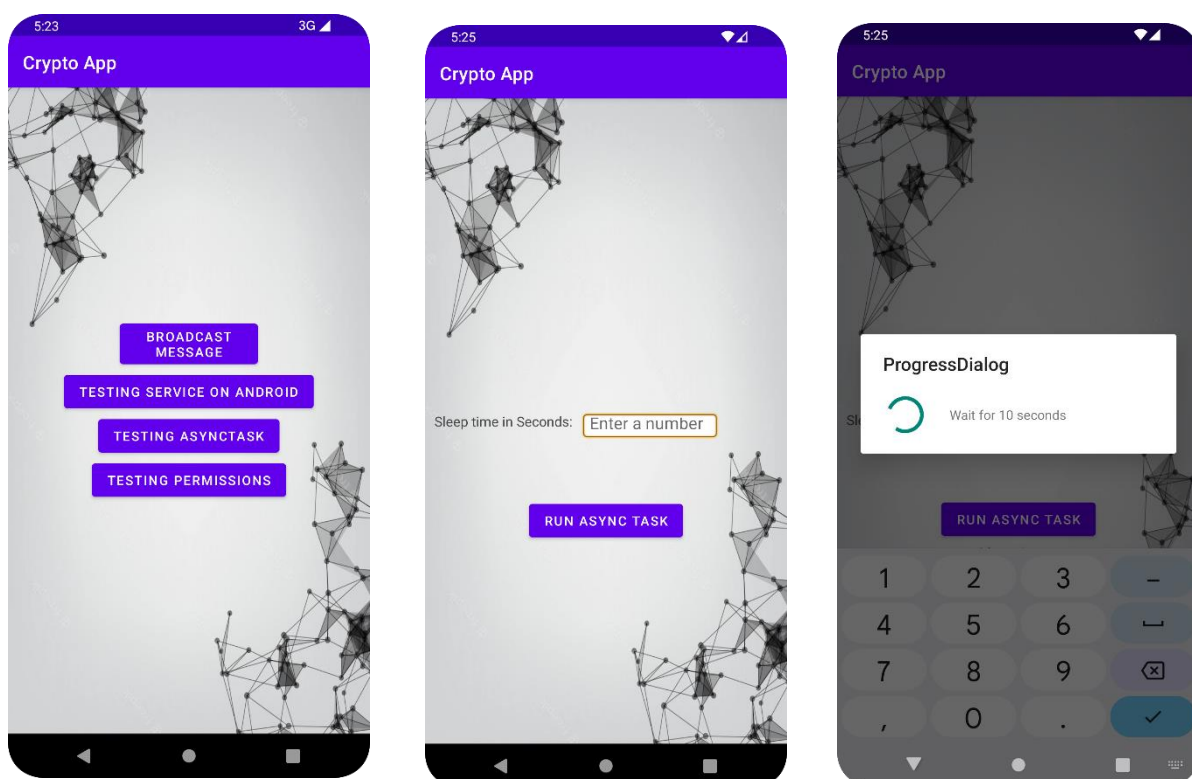 5:23
3G
Crypto App
BROADCAST
MESSAGE
TESTING SERVICE ON ANDROID
TESTING ASYNCTASK
TESTING PERMISSIONS
5:25
Crypto App
Sleep time in Seconds:
Enter a number
RUN ASYNC TASK
5:25
Crypto App
ProgressDialog
Wait for 10 seconds
Sl
RUN ASYNC TASK
1 2 3 –
4 5 6
7 8 9
, 0 .